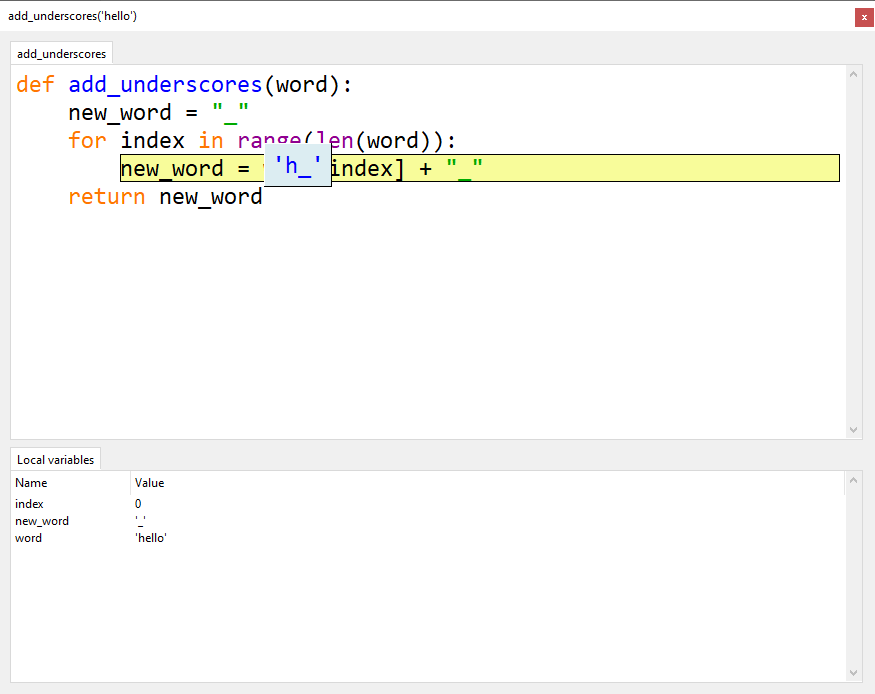 add_underscores('hello')
x
add_underscores
def add_underscores(word):
    new_word = "_"
    for index in range(len(word)):
        new_word = 'h_' index] + "_"
    return new_word
Local variables
Name Value
index 0
new_word '_'
word 'hello'